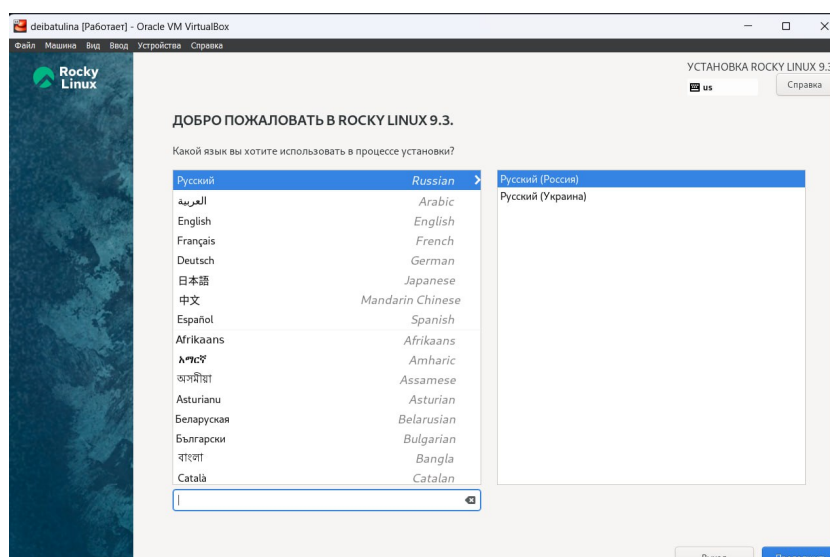 deibatulina [Работает] - Oracle VM VirtualBox
Файл Машина Вид Ввод Устройства Справка
Rocky
Linux
УСТАНОВКА ROCKY LINUX 9.3
us
Справка
ДОБРО ПОЖАЛОВАТЬ В ROCKY LINUX 9.3.
Какой язык вы хотите использовать в процессе установки?
Русский Russian
العربية Arabic
English English
Français French
Deutsch German
日本語 Japanese
中文 Mandarin Chinese
Español Spanish
Afrikaans Afrikaans
አማርኛ Amharic
অসমীয়া Assamese
Asturianu Asturian
Беларуская Belarusian
Български Bulgarian
বাংলা Bangla
Català Catalan
Русский (Россия)
Русский (Украина)